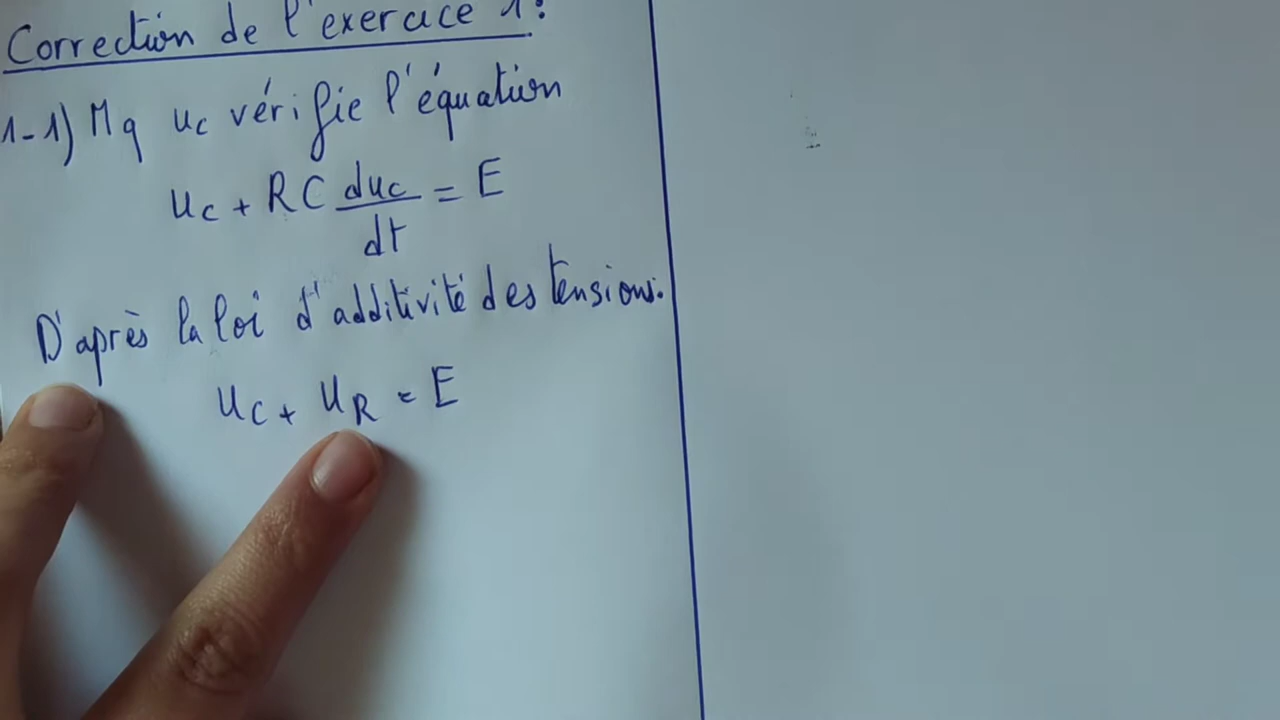 Correction de l'exercice 1:
1-1) Mq uc vérifie l'équation
uc + RC duc/dt = E
D'après la loi d'additivité des tensions.
uC + uR = E